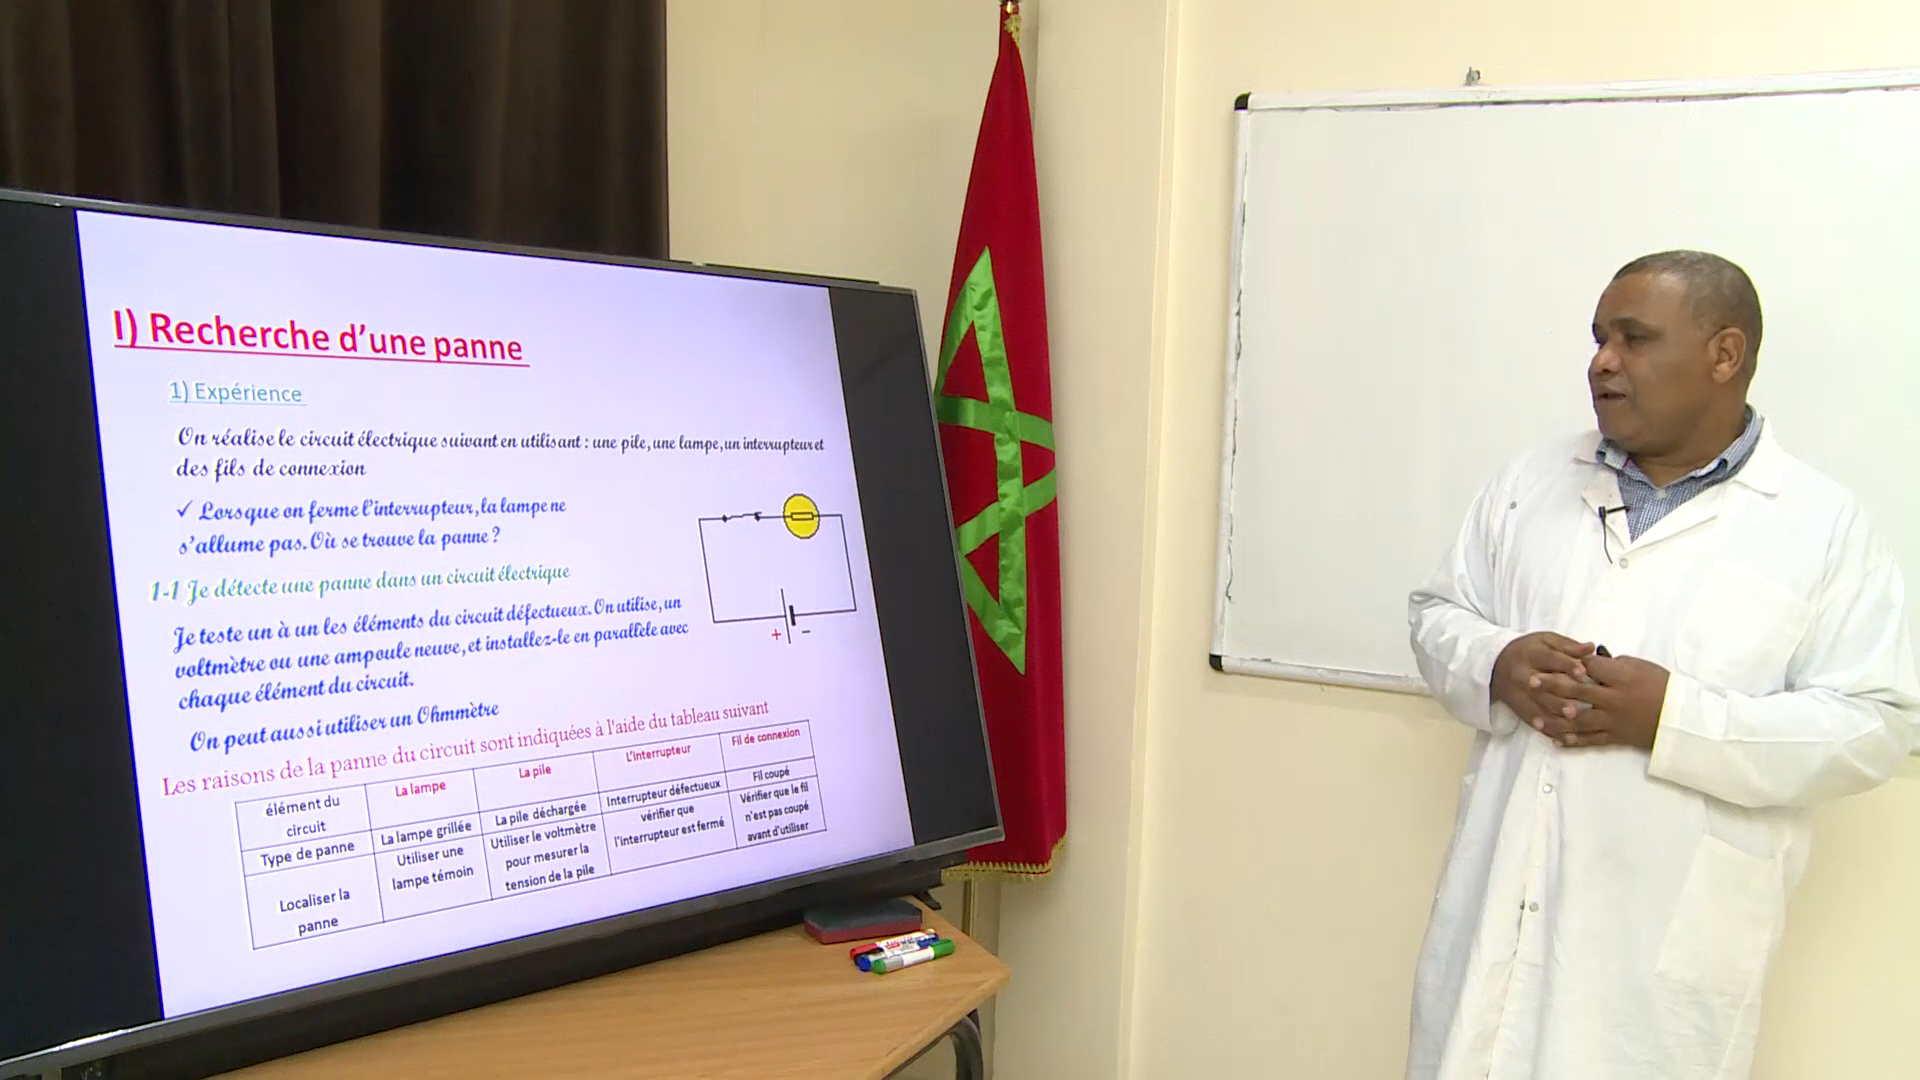 I) Recherche d'une panne
1) Expérience
On réalise le circuit électrique suivant en utilisant : une pile, une lampe, un interrupteur et
des fils de connexion
✓ Lorsque on ferme l'interrupteur, la lampe ne
s'allume pas. Où se trouve la panne ?
1-1 Je détecte une panne dans un circuit électrique
Je teste un à un les éléments du circuit défectueux. On utilise, un
voltmètre ou une ampoule neuve, et installez-le en parallèle avec
chaque élément du circuit.
On peut aussi utiliser un Ohmmètre
+ −
Les raisons de la panne du circuit sont indiquées à l'aide du tableau suivant
élément du
circuit
La lampe
La pile
L'interrupteur
Fil de connexion
Type de panne
La lampe grillée
La pile déchargée
Interrupteur défectueux
Fil coupé
Localiser la
panne
Utiliser une
lampe témoin
Utiliser le voltmètre
pour mesurer la
tension de la pile
vérifier que
l'interrupteur est fermé
Vérifier que le fil
n'est pas coupé
avant d'utiliser